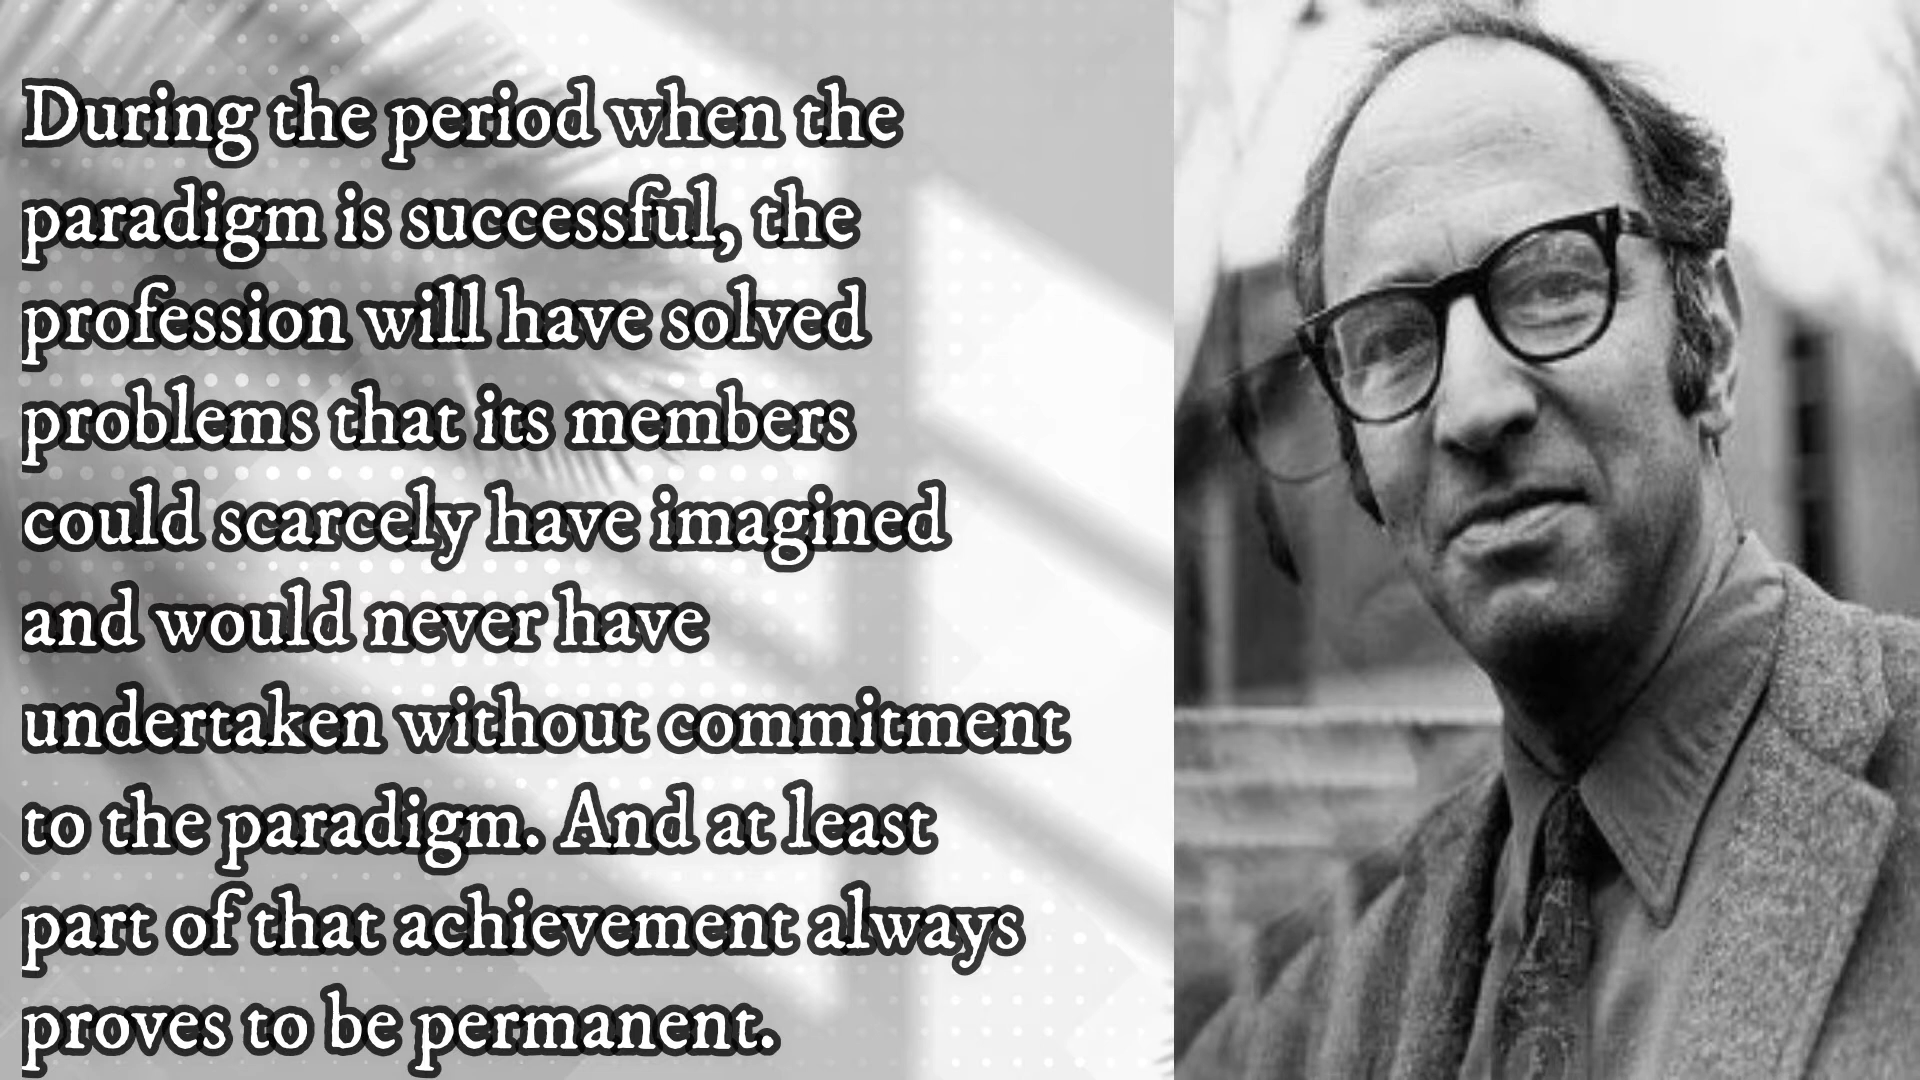 During the period when the
paradigm is successful, the
profession will have solved
problems that its members
could scarcely have imagined
and would never have
undertaken without commitment
to the paradigm. And at least
part of that achievement always
proves to be permanent.